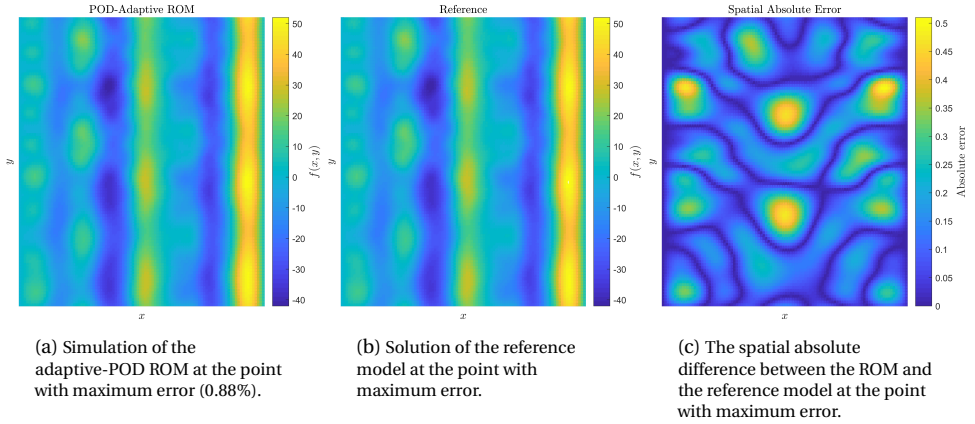 POD-Adaptive ROM
50
40
30
20
10
0
-10
-20
-30
-40
y
x
f(x, y)
Reference
50
40
30
20
10
0
-10
-20
-30
-40
y
x
f(x, y)
Spatial Absolute Error
0.5
0.45
0.4
0.35
0.3
0.25
0.2
0.15
0.1
0.05
0
y
x
Absolute error
(a) Simulation of the
adaptive-POD ROM at the point
with maximum error (0.88%).
(b) Solution of the reference
model at the point with
maximum error.
(c) The spatial absolute
difference between the ROM and
the reference model at the point
with maximum error.